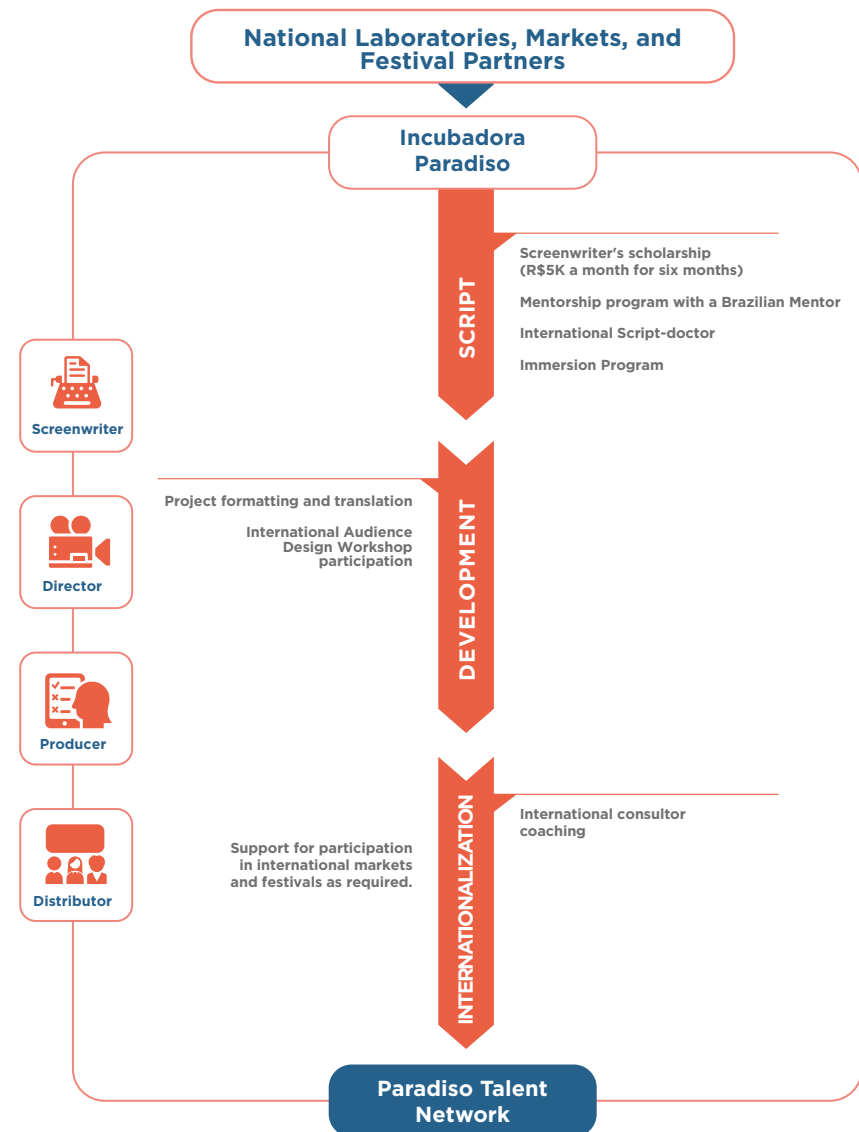 National Laboratories, Markets, and
Festival Partners
Incubadora
Paradiso
SCRIPT
Screenwriter's scholarship
(R$5K a month for six months)
Mentorship program with a Brazilian Mentor
International Script-doctor
Immersion Program
Screenwriter
Director
Producer
Distributor
DEVELOPMENT
Project formatting and translation
International Audience
Design Workshop
participation
INTERNATIONALIZATION
International consultor
coaching
Support for participation
in international markets
and festivals as required.
Paradiso Talent
Network